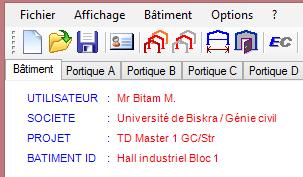 Fichier Affichage Bâtiment Options ?
EC
Bâtiment Portique A Portique B Portique C Portique D
UTILISATEUR : Mr Bitam M.
SOCIETE : Université de Biskra / Génie civil
PROJET : TD Master 1 GC/Str
BATIMENT ID : Hall industriel Bloc 1